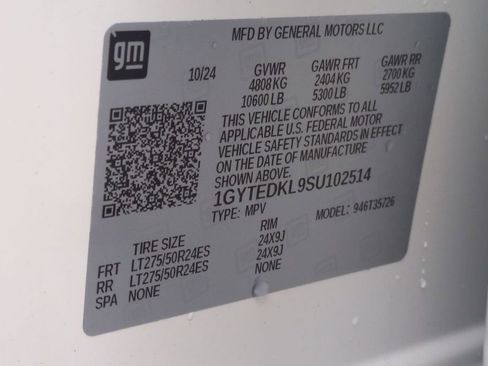 gm
MFD BY GENERAL MOTORS LLC
10/24 GVWR GAWR FRT GAWR RR
4808 KG 2404 KG 2700 KG
10600 LB 5300 LB 5952 LB
THIS VEHICLE CONFORMS TO ALL
APPLICABLE U.S. FEDERAL MOTOR
VEHICLE SAFETY STANDARDS IN EFFECT
ON THE DATE OF MANUFACTURE
SHOWN ABOVE.
1GYTEDKL9SU102514
TYPE: MPV MODEL: 946T35726
TIRE SIZE RIM
FRT LT275/50R24ES 24X9J
RR LT275/50R24ES 24X9J
SPA NONE NONE